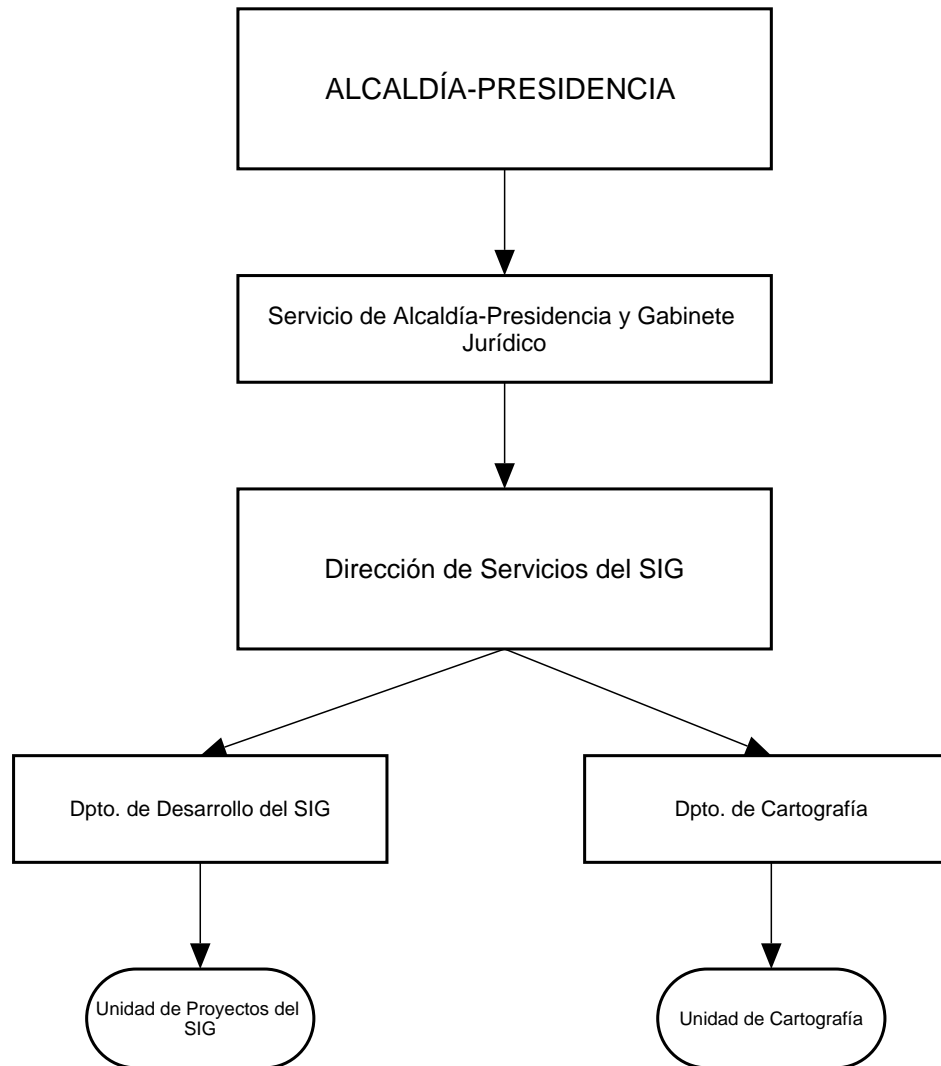 ALCALDÍA-PRESIDENCIA
Servicio de Alcaldía-Presidencia y Gabinete
Jurídico
Dirección de Servicios del SIG
Dpto. de Desarrollo del SIG
Dpto. de Cartografía
Unidad de Proyectos del
SIG
Unidad de Cartografía